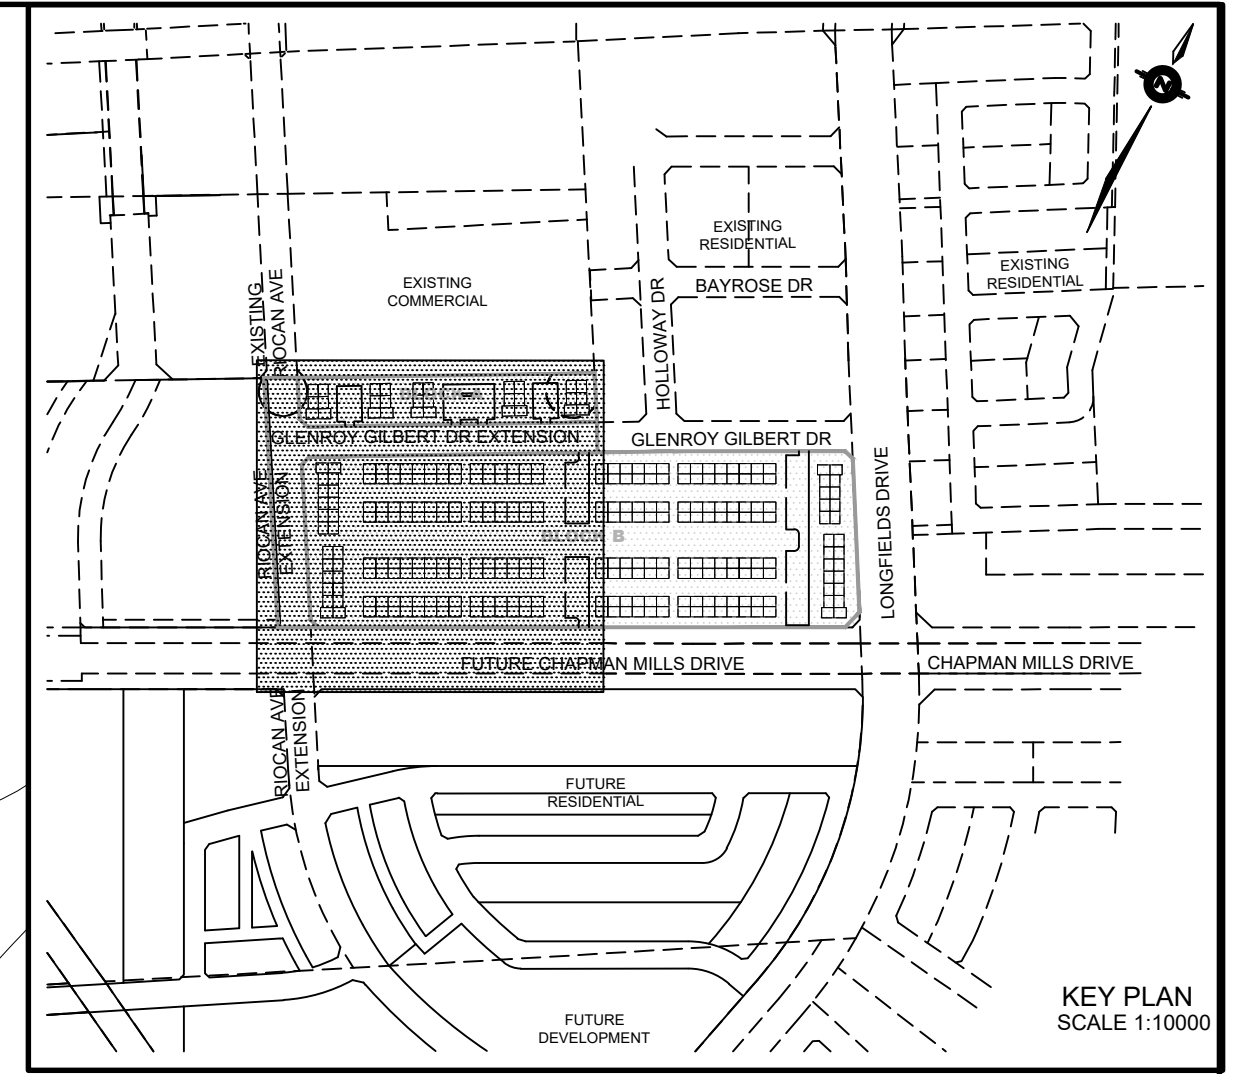 N
EXISTING
RESIDENTIAL
EXISTING
RESIDENTIAL
EXISTING
COMMERCIAL
BAYROSE DR
EXISTING
RIOCAN AVE
HOLLOWAY DR
BLOCK A
GLENROY GILBERT DR EXTENSION
GLENROY GILBERT DR
RIOCAN AVE
EXTENSION
BLOCK B
LONGFIELDS DRIVE
FUTURE CHAPMAN MILLS DRIVE
CHAPMAN MILLS DRIVE
RIOCAN AVE
EXTENSION
FUTURE
RESIDENTIAL
FUTURE
DEVELOPMENT
KEY PLAN
SCALE 1:10000